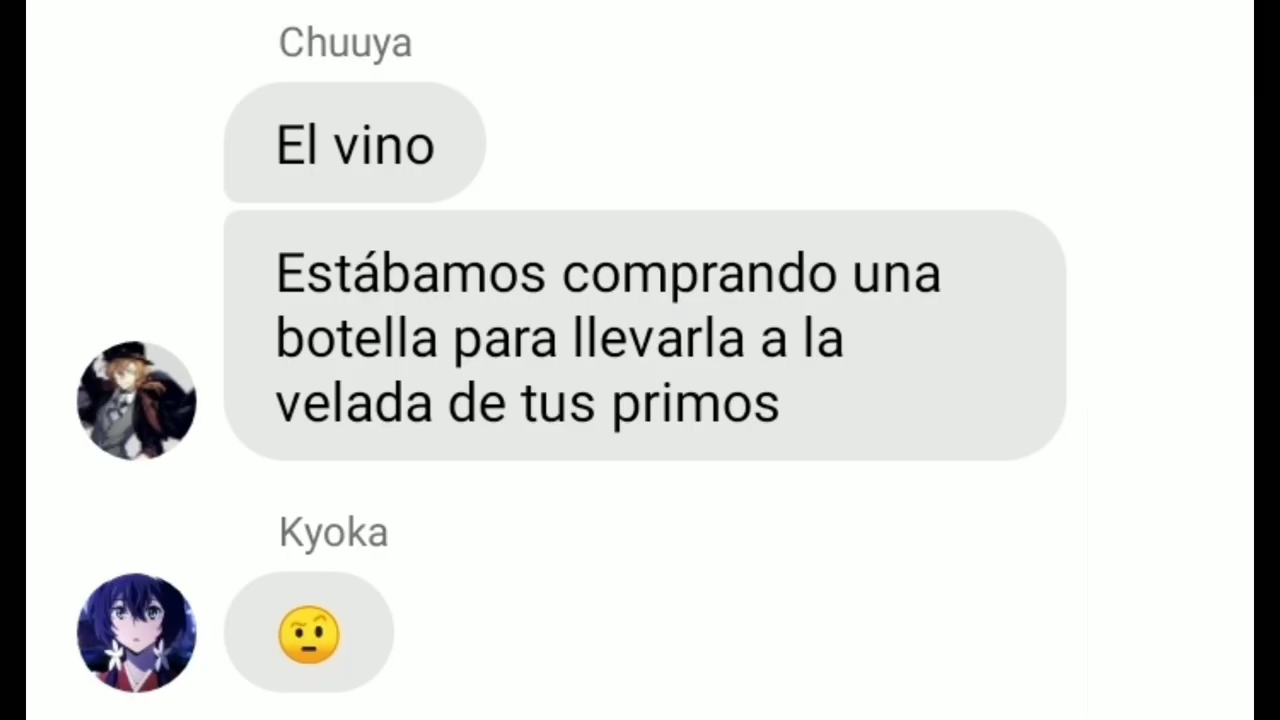 Chuuya
El vino
Estábamos comprando una
botella para llevarla a la
velada de tus primos
Kyoka
🤨